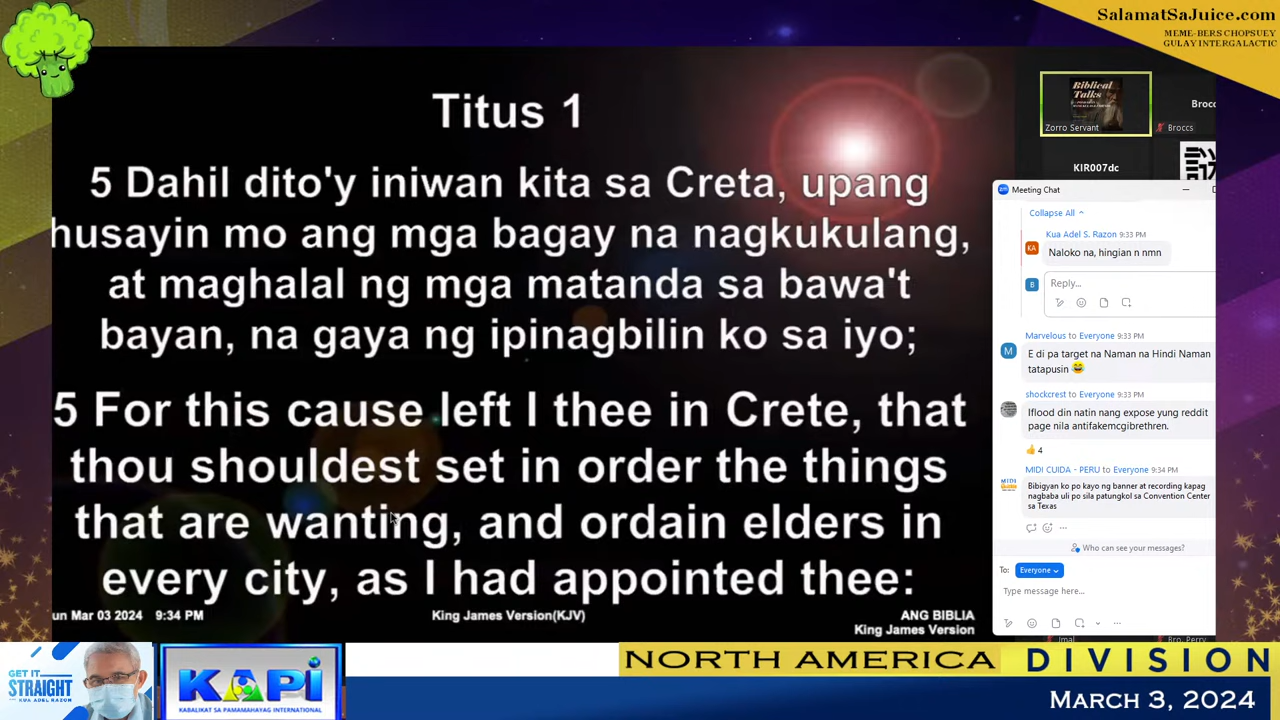 SalamatSaJuice.com
MEME-BERS CHOPSUEY
GULAY INTERGALACTIC
Titus 1
5 Dahil dito'y iniwan kita sa Creta, upang
husayin mo ang mga bagay na nagkukulang,
at maghalal ng mga matanda sa bawa't
bayan, na gaya ng ipinagbilin ko sa iyo;
5 For this cause left I thee in Crete, that
thou shouldest set in order the things
that are wanting, and ordain elders in
every city, as I had appointed thee:
un Mar 03 2024 9:34 PM
King James Version(KJV)
ANG BIBLIA
King James Version
Biblical
Talks
Zorro Servant
Brocc
Broccs
KIR007dc
Meeting Chat
Collapse All
Kua Adel S. Razon 9:33 PM
KA
Naloko na, hingian n nmn
B
Reply...
Marvelous to Everyone 9:33 PM
M
E di pa target na Naman na Hindi Naman
tatapusin 😂
shockcrest to Everyone 9:33 PM
Iflood din natin nang expose yung reddit
page nila antifakemcgibrethren.
👍 4
MIDI CUIDA - PERU to Everyone 9:34 PM
MIDI
Bibigyan ko po kayo ng banner at recording kapag
nagbaba uli po sila patungkol sa Convention Center
sa Texas
Who can see your messages?
To: Everyone
Type message here...
Imal
Bro. Perry
GET IT
STRAIGHT
WITH KUA ADEL RAZON
KAPI
KABALIKAT SA PAMAMAHAYAG INTERNATIONAL
NORTH AMERICA DIVISION
MARCH 3, 2024